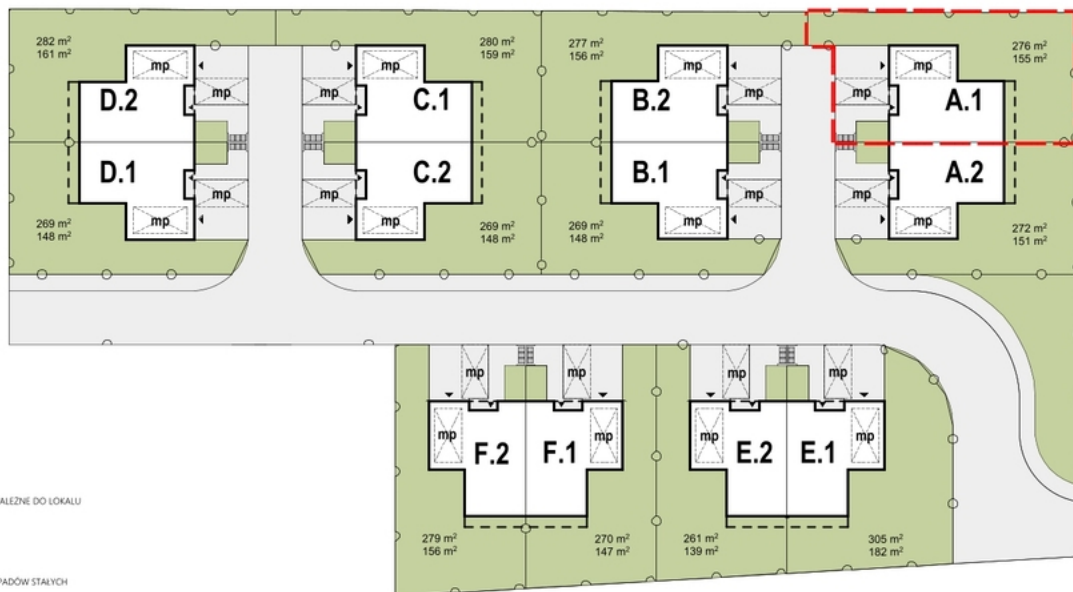 282 m²
161 m²
280 m²
159 m²
277 m²
156 m²
276 m²
155 m²
mp
mp
mp
mp
mp
mp
mp
mp
D.2
C.1
B.2
A.1
D.1
C.2
B.1
A.2
mp
mp
mp
mp
mp
mp
mp
mp
269 m²
148 m²
269 m²
148 m²
269 m²
148 m²
272 m²
151 m²
mp
mp
mp
mp
mp
mp
mp
mp
F.2
F.1
E.2
E.1
279 m²
156 m²
270 m²
147 m²
261 m²
139 m²
305 m²
182 m²
ALEŻNE DO LOKALU
PADÓW STAŁYCH